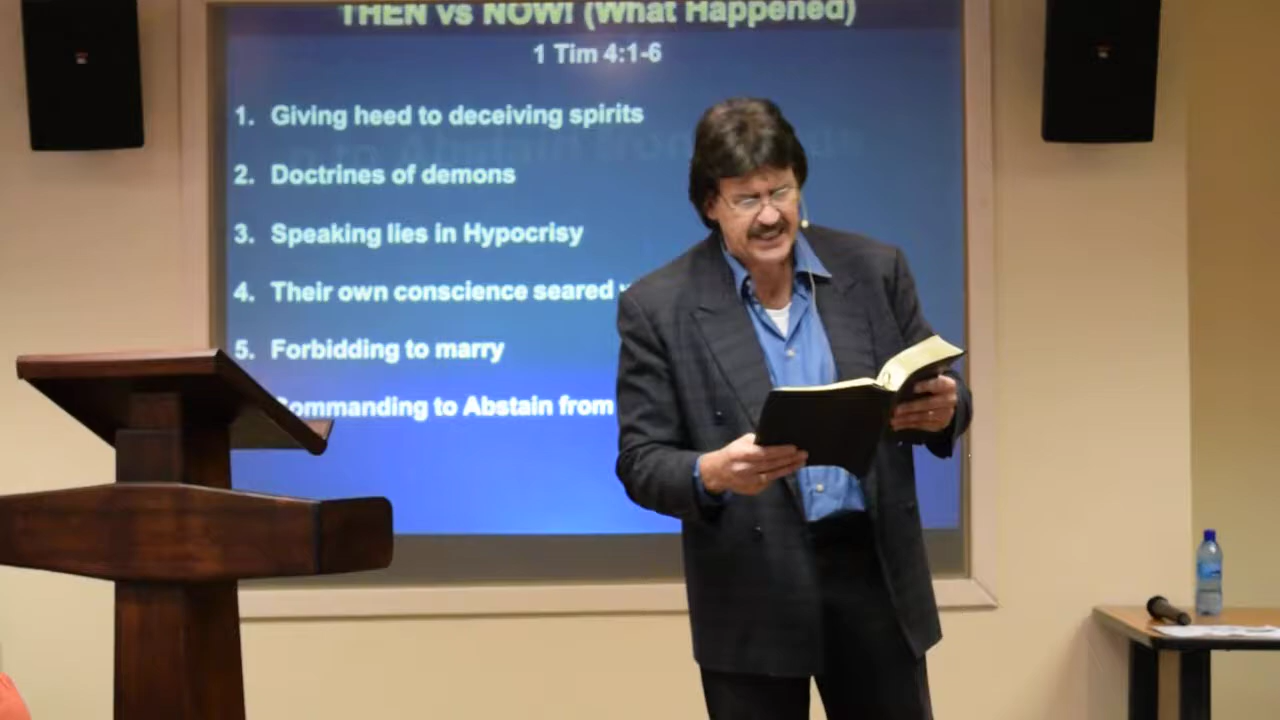 THEN vs NOW! (What Happened)
1 Tim 4:1-6
1. Giving heed to deceiving spirits
2. Doctrines of demons
3. Speaking lies in Hypocrisy
4. Their own conscience seared
5. Forbidding to marry
Commanding to Abstain from